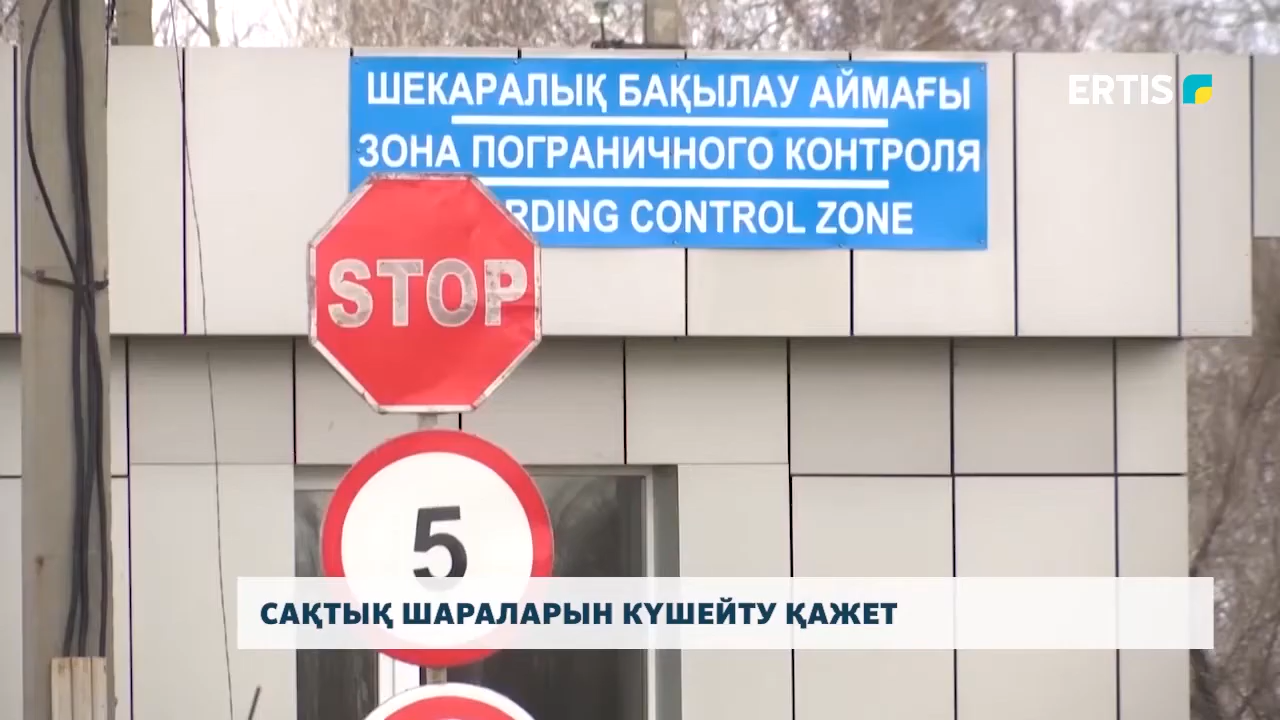 ШЕКАРАЛЫҚ БАҚЫЛАУ АЙМАҒЫ
ЗОНА ПОГРАНИЧНОГО КОНТРОЛЯ
CONTROL ZONE
ERTIS
STOP
5
САҚТЫҚ ШАРАЛАРЫН КҮШЕЙТУ ҚАЖЕТ